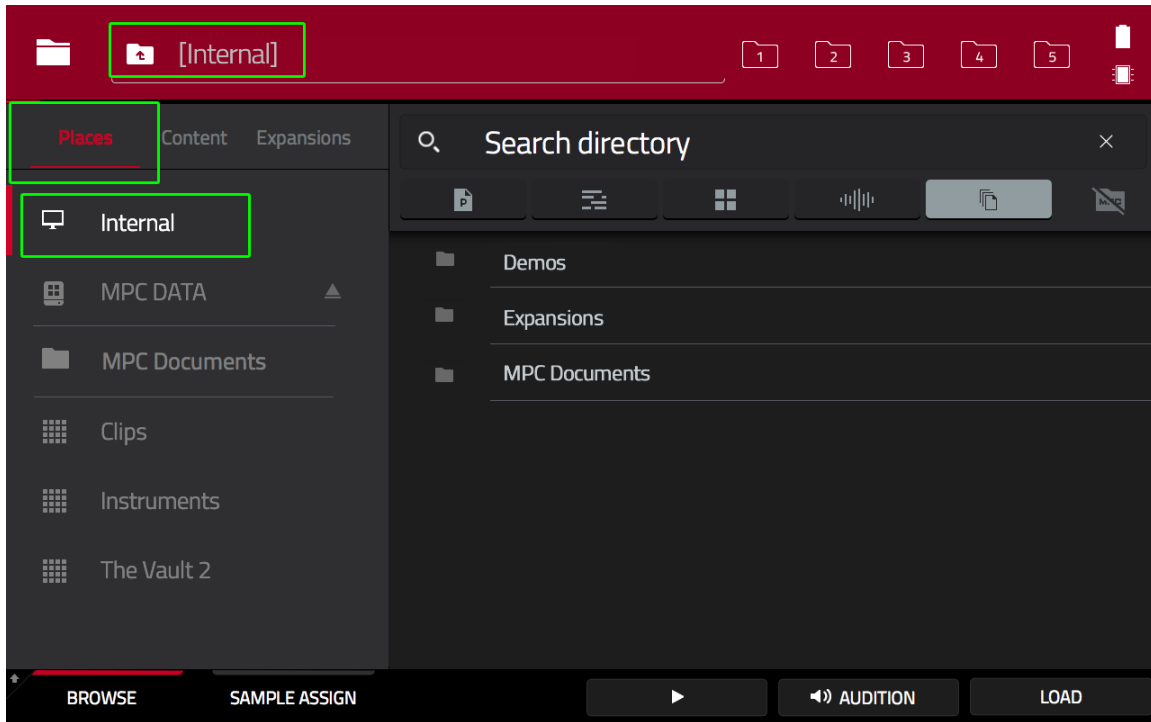 [Internal]
1 2 3 4 5
Places Content Expansions
Search directory
P
MPC
Internal
MPC DATA
MPC Documents
Clips
Instruments
The Vault 2
Demos
Expansions
MPC Documents
BROWSE SAMPLE ASSIGN AUDITION LOAD